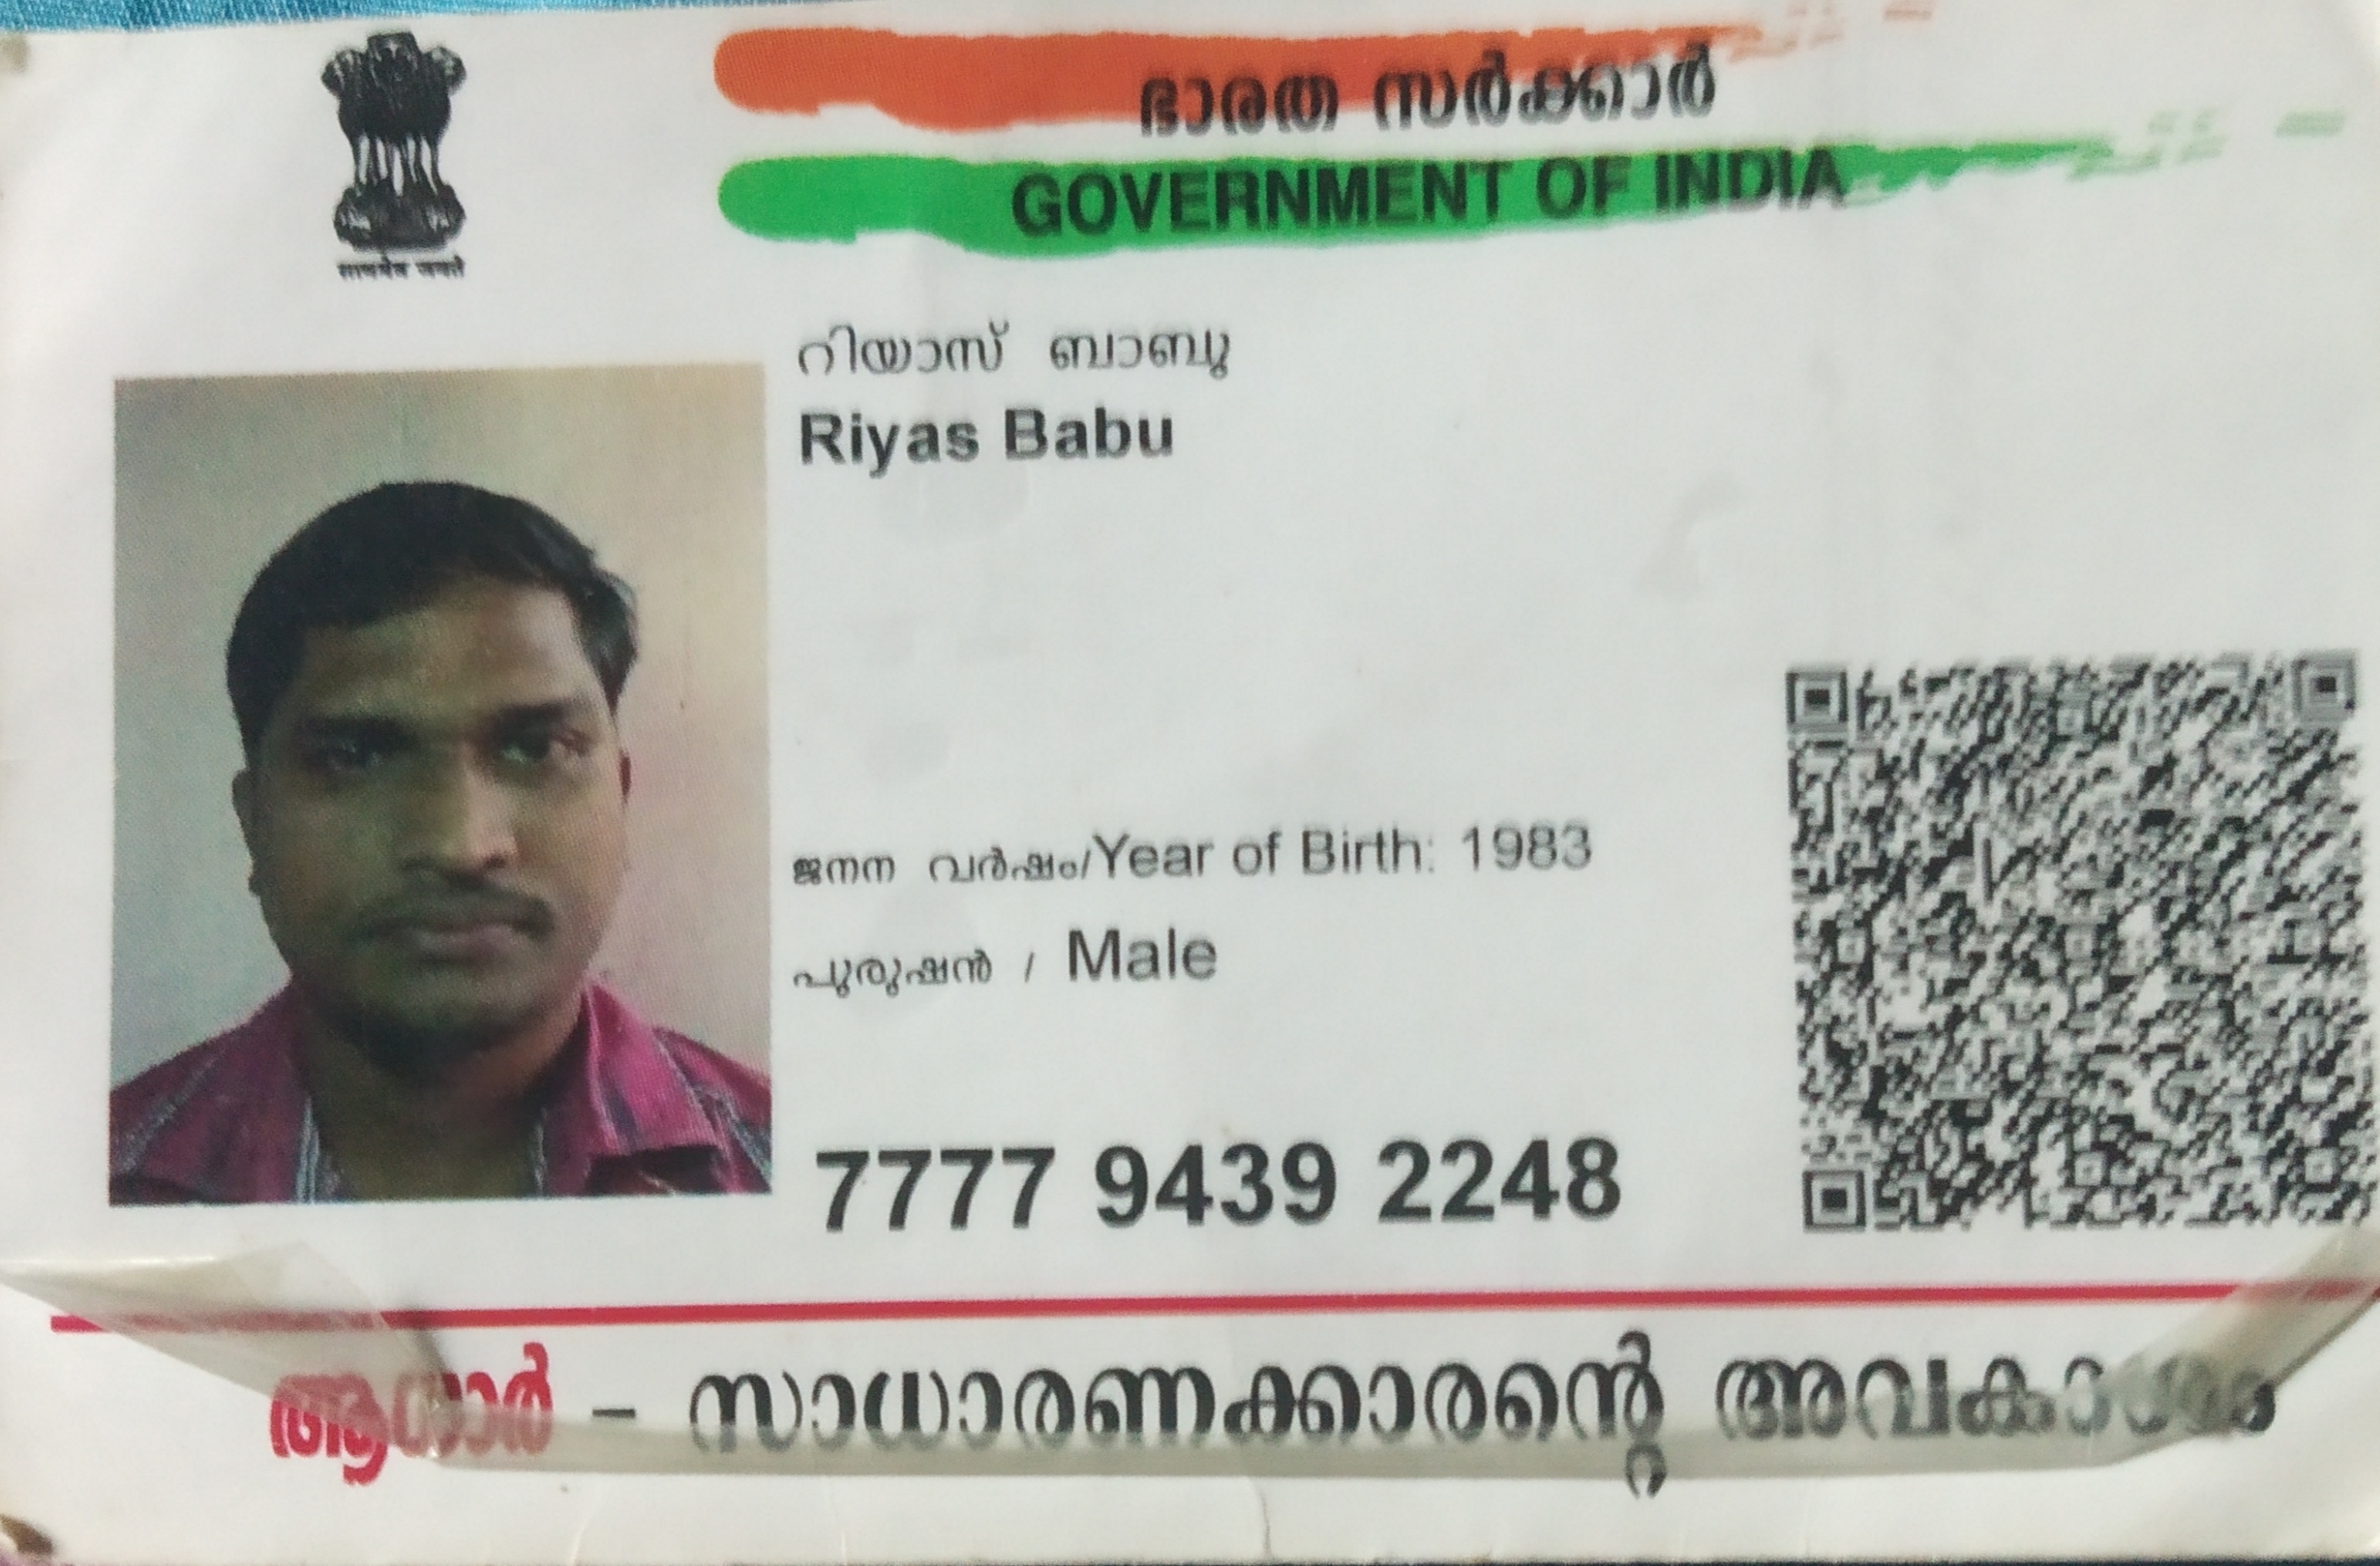 ഭാരത സർക്കാർ
GOVERNMENT OF INDIA
सत्यमेव जयते
റിയാസ് ബാബു
Riyas Babu
ജനന വർഷം/Year of Birth: 1983
പുരുഷൻ / Male
7777 9439 2248
ആധാർ – സാധാരണക്കാരന്റെ അവകാശം